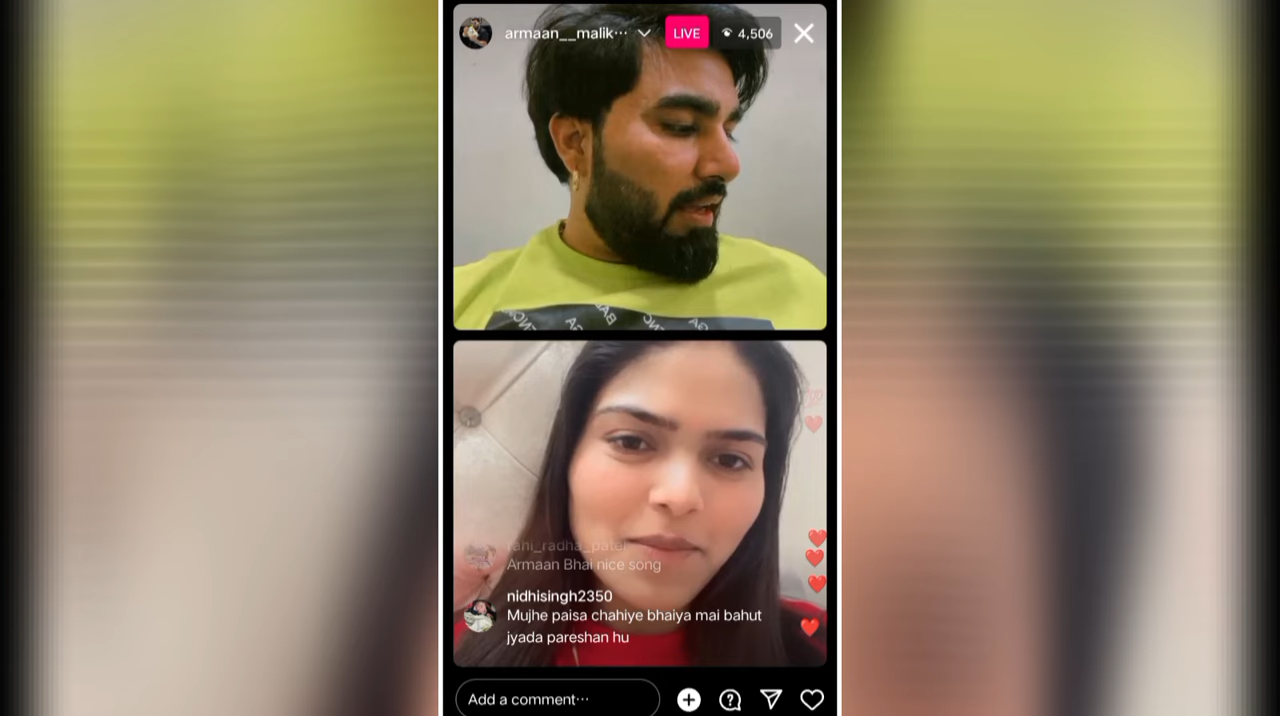 armaan__malik…
LIVE
4,506
rahi_radha_patel
Armaan Bhai nice song
nidhisingh2350
Mujhe paisa chahiye bhaiya mai bahut
jyada pareshan hu
Add a comment…